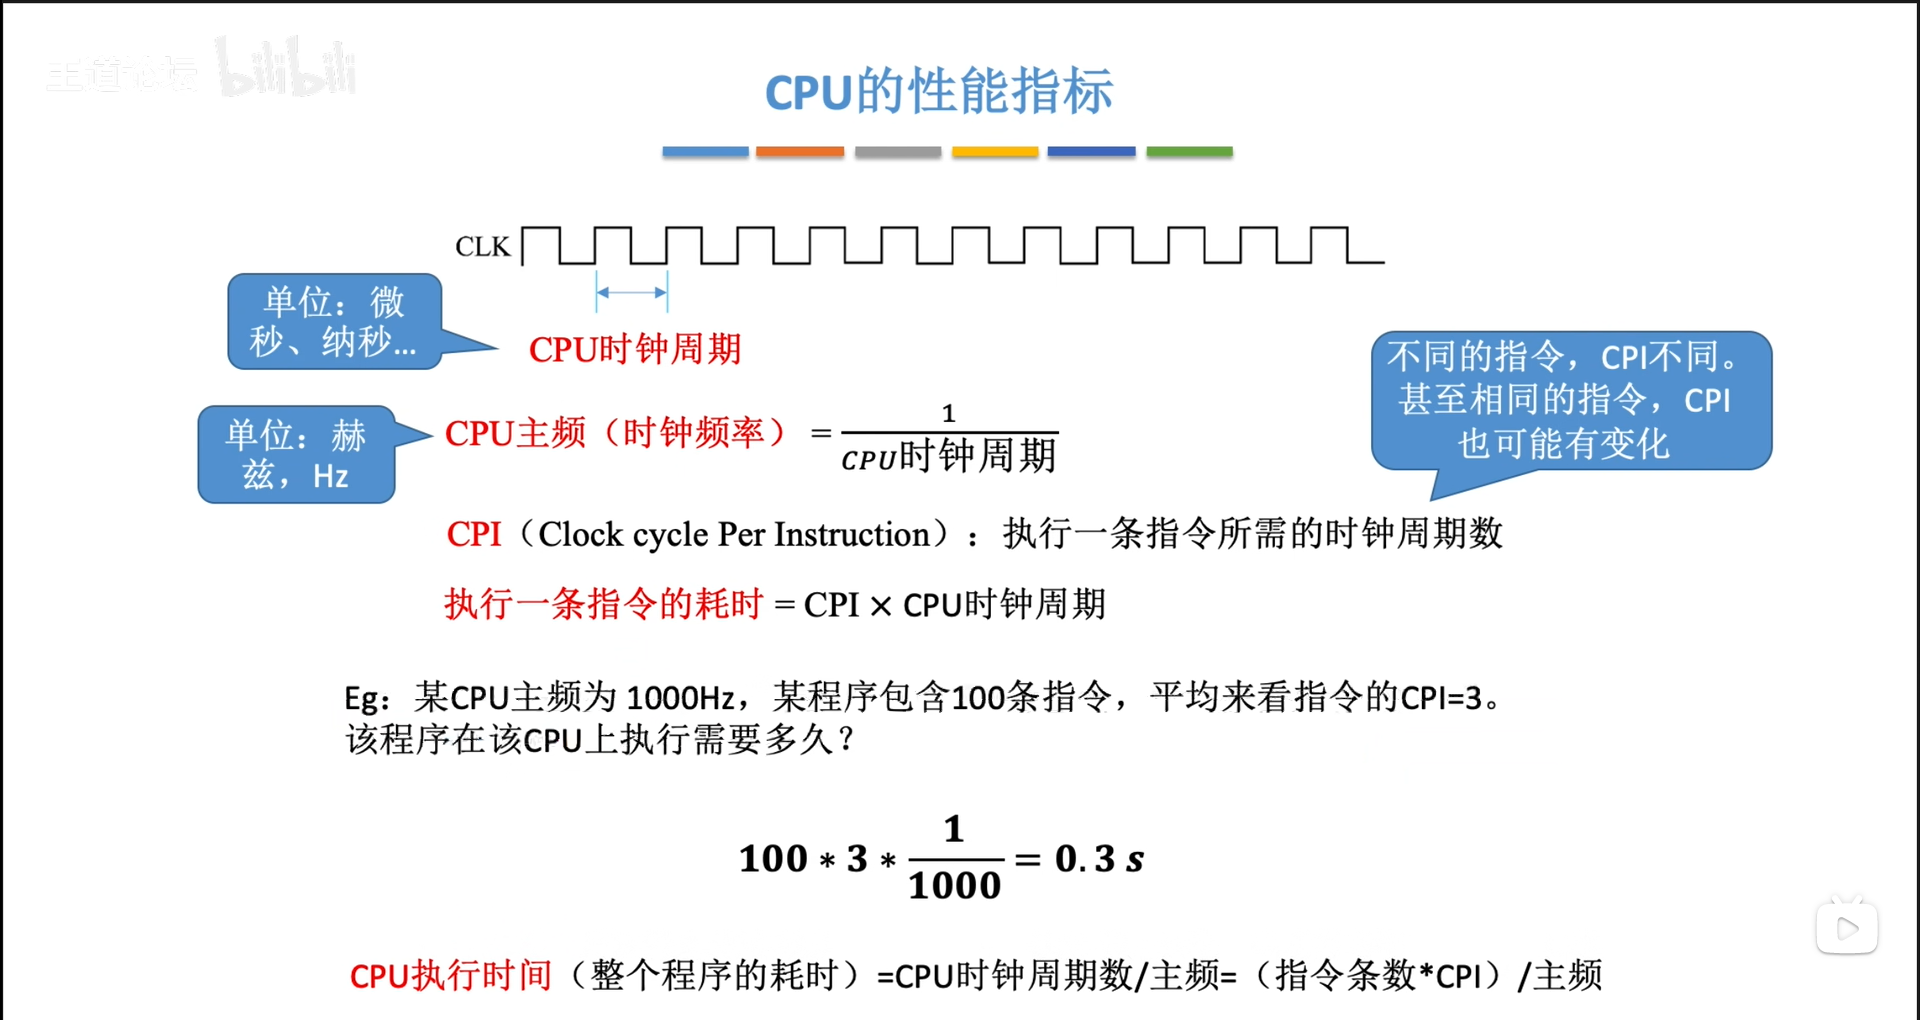 王道论坛 bilibili
CPU的性能指标
CLK
单位：微
秒、纳秒...
CPU时钟周期
不同的指令，CPI不同。
甚至相同的指令，CPI
也可能有变化
单位：赫
兹，Hz
CPU主频（时钟频率）= 1 / CPU时钟周期
CPI（Clock cycle Per Instruction）：执行一条指令所需的时钟周期数
执行一条指令的耗时 = CPI × CPU时钟周期
Eg：某CPU主频为 1000Hz，某程序包含100条指令，平均来看指令的CPI=3。
该程序在该CPU上执行需要多久？
100 * 3 * 1 / 1000 = 0.3 s
CPU执行时间（整个程序的耗时）=CPU时钟周期数/主频=（指令条数*CPI）/主频